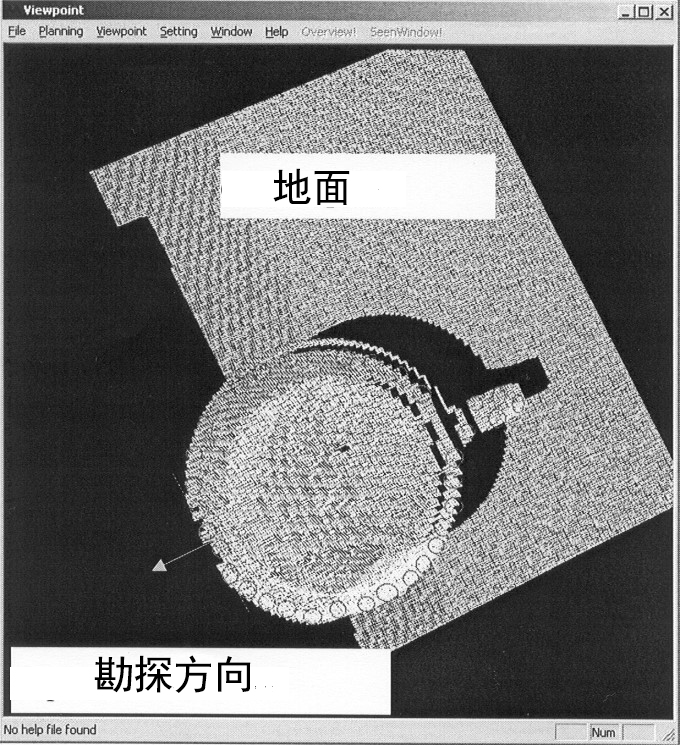 Viewpoint
File Planning Viewpoint Setting Window Help Overview! SeenWindow!
地面
勘探方向
No help file found
Num